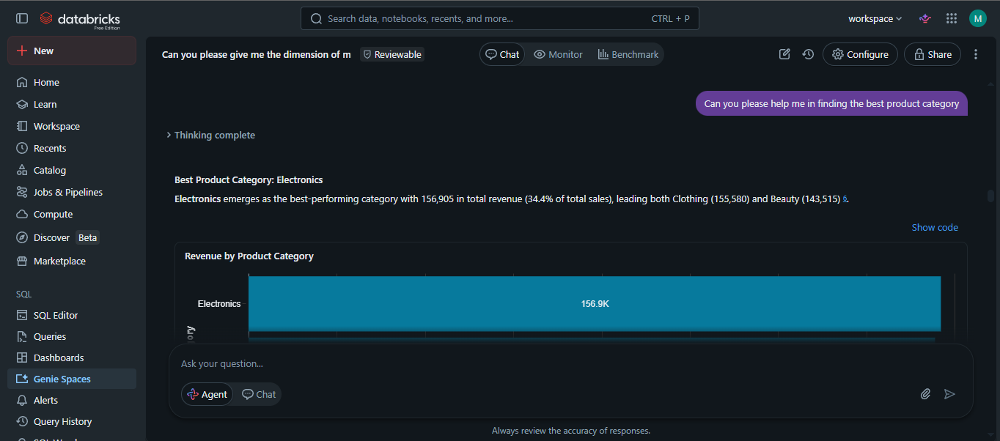 databricks
Free Edition
Search data, notebooks, recents, and more...
CTRL + P
workspace
M
New
Home
Learn
Workspace
Recents
Catalog
Jobs & Pipelines
Compute
Discover Beta
Marketplace
SQL
SQL Editor
Queries
Dashboards
Genie Spaces
Alerts
Query History
Can you please give me the dimension of m
Reviewable
Chat
Monitor
Benchmark
Configure
Share
Can you please help me in finding the best product category
Thinking complete
Best Product Category: Electronics
Electronics emerges as the best-performing category with 156,905 in total revenue (34.4% of total sales), leading both Clothing (155,580) and Beauty (143,515) 6.
Show code
Revenue by Product Category
Electronics
156.9K
Ask your question...
Agent
Chat
Always review the accuracy of responses.